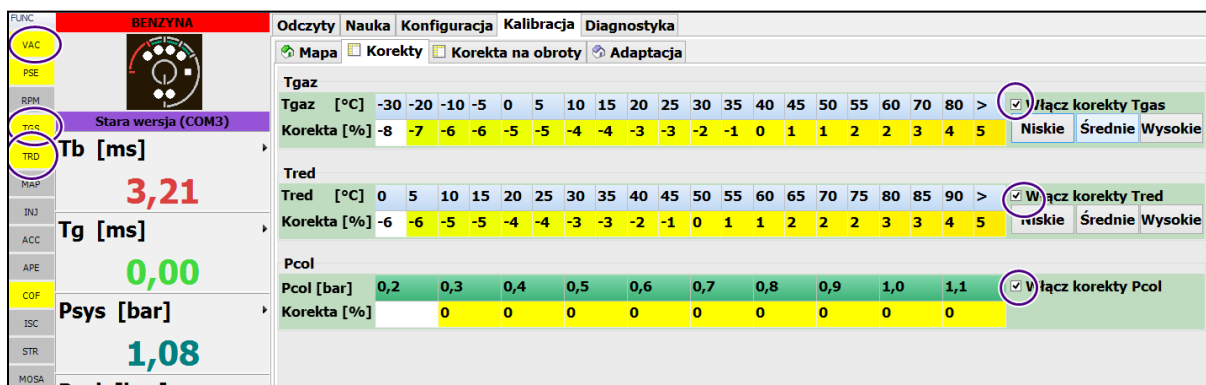 FUNC
VAC
PSE
RPM
TGS
TRD
MAP
INJ
ACC
APE
COF
ISC
STR
MOSA
BENZYNA
Stara wersja (COM3)
Tb [ms]
3,21
Tg [ms]
0,00
Psys [bar]
1,08
Odczyty Nauka Konfiguracja Kalibracja Diagnostyka
Mapa Korekty Korekta na obroty Adaptacja
Tgaz
Tgaz [°C] -30 -20 -10 -5 0 5 10 15 20 25 30 35 40 45 50 55 60 70 80 > Włącz korekty Tgas
Korekta [%] -8 -7 -6 -6 -5 -5 -4 -4 -3 -3 -2 -1 0 1 1 2 2 3 4 5 Niskie Średnie Wysokie
Tred
Tred [°C] 0 5 10 15 20 25 30 35 40 45 50 55 60 65 70 75 80 85 90 > Włącz korekty Tred
Korekta [%] -6 -6 -5 -5 -4 -4 -3 -3 -2 -1 0 1 1 2 2 2 3 3 4 5 Niskie Średnie Wysokie
Pcol
Pcol [bar] 0,2 0,3 0,4 0,5 0,6 0,7 0,8 0,9 1,0 1,1 Włącz korekty Pcol
Korekta [%] 0 0 0 0 0 0 0 0 0